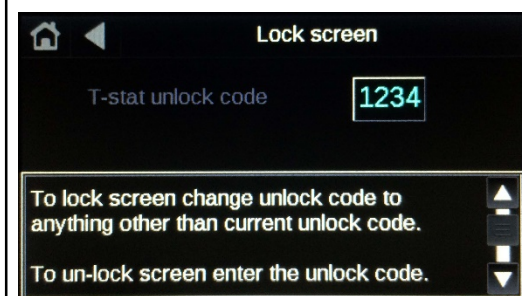 Lock screen
T-stat unlock code 1234
To lock screen change unlock code to
anything other than current unlock code.
To un-lock screen enter the unlock code.